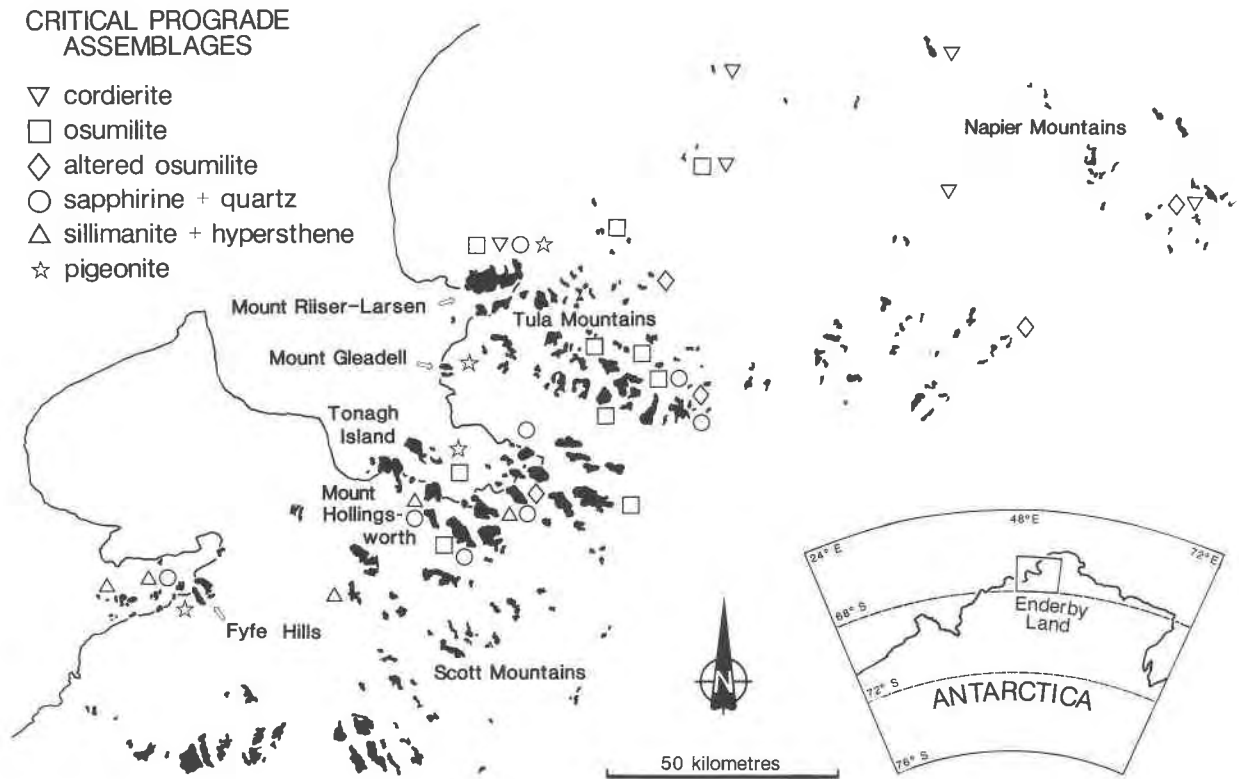 CRITICAL PROGRADE
ASSEMBLAGES
cordierite
osumilite
altered osumilite
sapphirine + quartz
sillimanite + hypersthene
pigeonite
Napier Mountains
Mount Riiser-Larsen
Tula Mountains
Mount Gleadell
Tonagh
Island
Mount
Hollings-
worth
Fyfe Hills
Scott Mountains
N
50 kilometres
24° E
48° E
72° E
68° S
Enderby
Land
72° S
ANTARCTICA
76° S